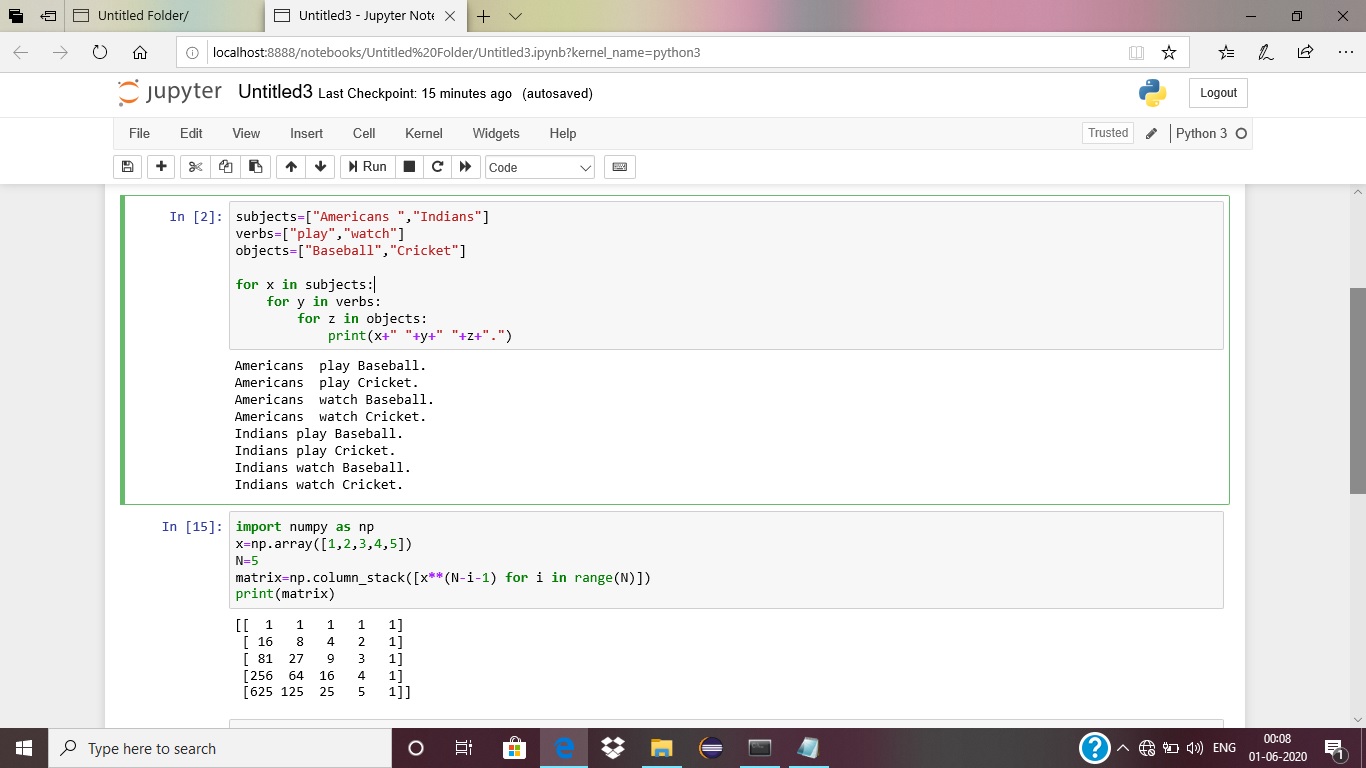 Untitled Folder/
Untitled3 - Jupyter Note
localhost:8888/notebooks/Untitled%20Folder/Untitled3.ipynb?kernel_name=python3
jupyter Untitled3 Last Checkpoint: 15 minutes ago (autosaved)
Logout
File Edit View Insert Cell Kernel Widgets Help
Trusted Python 3
Run Code
In [2]:
subjects=["Americans ","Indians"]
verbs=["play","watch"]
objects=["Baseball","Cricket"]
for x in subjects:
    for y in verbs:
        for z in objects:
            print(x+" "+y+" "+z+".")
Americans  play Baseball.
Americans  play Cricket.
Americans  watch Baseball.
Americans  watch Cricket.
Indians play Baseball.
Indians play Cricket.
Indians watch Baseball.
Indians watch Cricket.
In [15]:
import numpy as np
x=np.array([1,2,3,4,5])
N=5
matrix=np.column_stack([x**(N-i-1) for i in range(N)])
print(matrix)
[[  1   1   1   1   1]
 [ 16   8   4   2   1]
 [ 81  27   9   3   1]
 [256  64  16   4   1]
 [625 125  25   5   1]]
Type here to search
ENG
00:08
01-06-2020
1